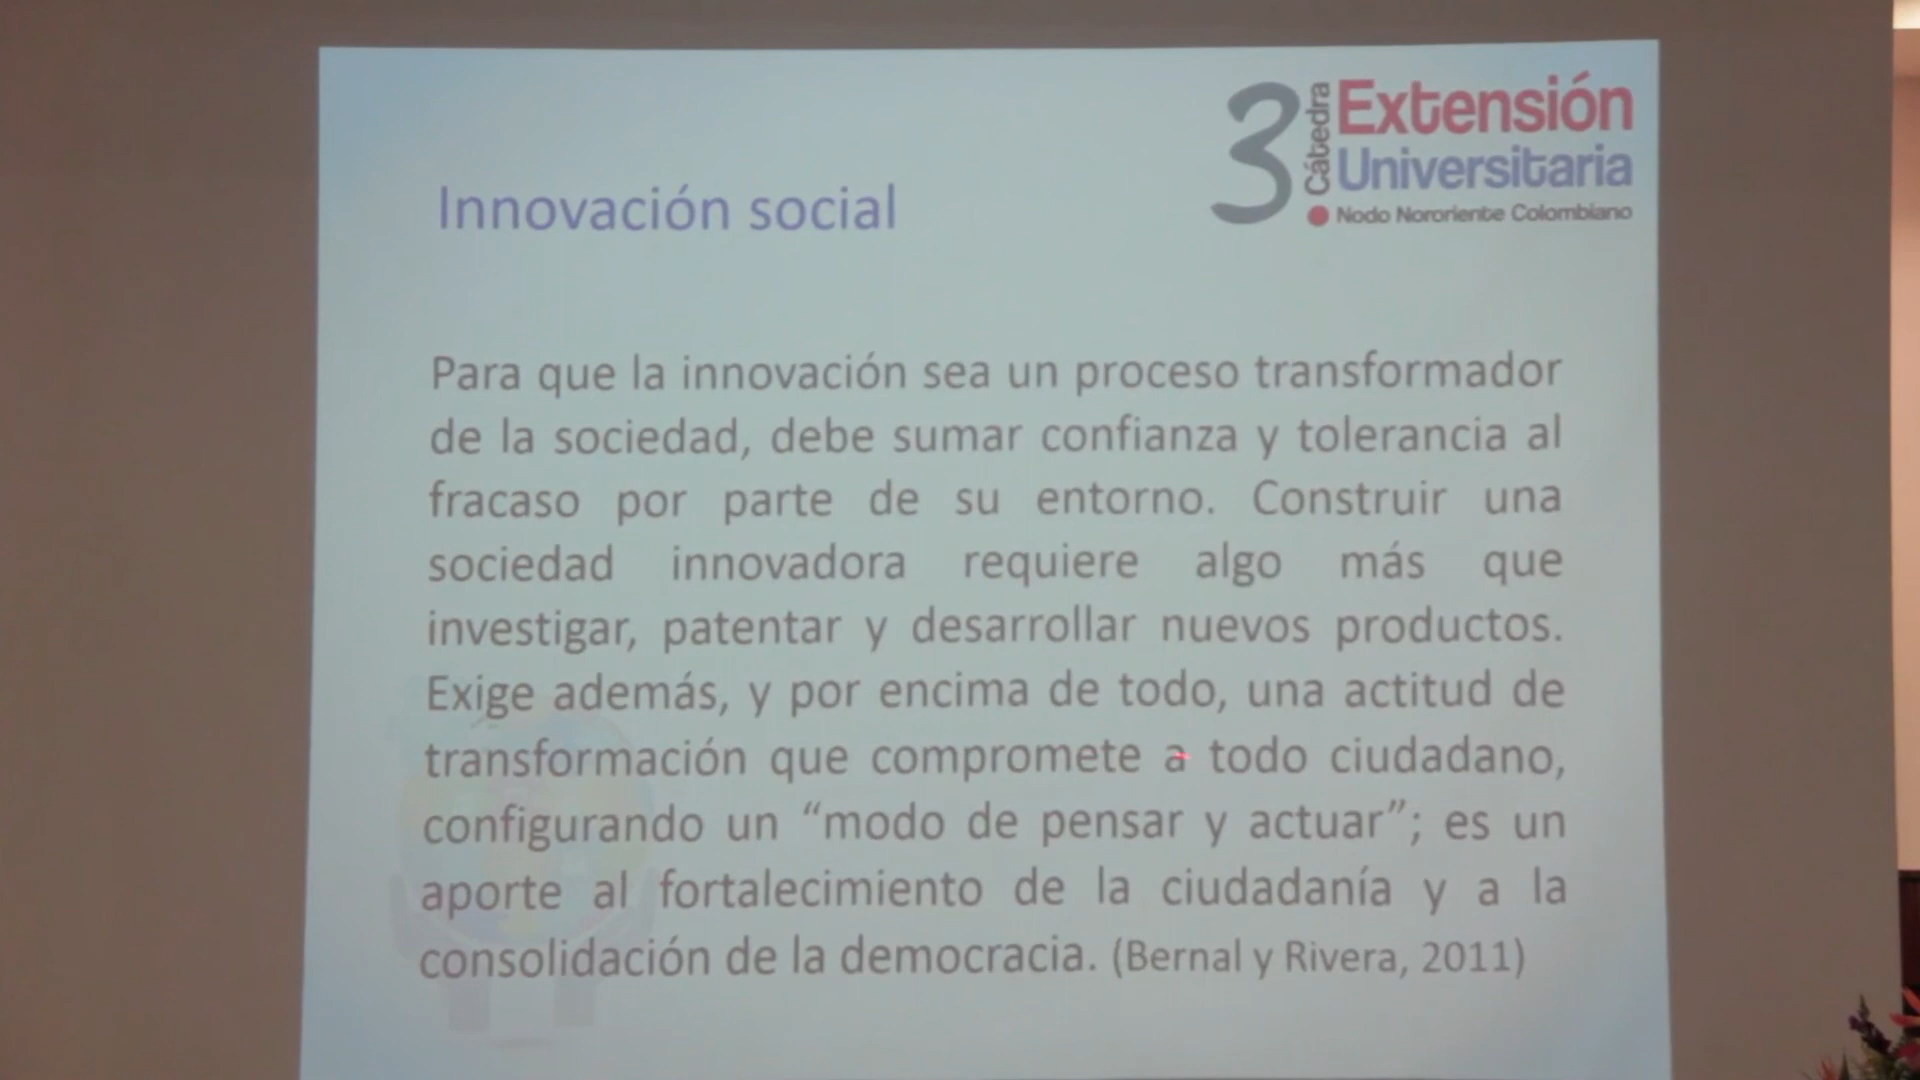 3 Cátedra
Extensión
Universitaria
Nodo Nororiente Colombiano
Innovación social
Para que la innovación sea un proceso transformador
de la sociedad, debe sumar confianza y tolerancia al
fracaso por parte de su entorno. Construir una
sociedad innovadora requiere algo más que
investigar, patentar y desarrollar nuevos productos.
Exige además, y por encima de todo, una actitud de
transformación que compromete a todo ciudadano,
configurando un “modo de pensar y actuar”; es un
aporte al fortalecimiento de la ciudadanía y a la
consolidación de la democracia. (Bernal y Rivera, 2011)